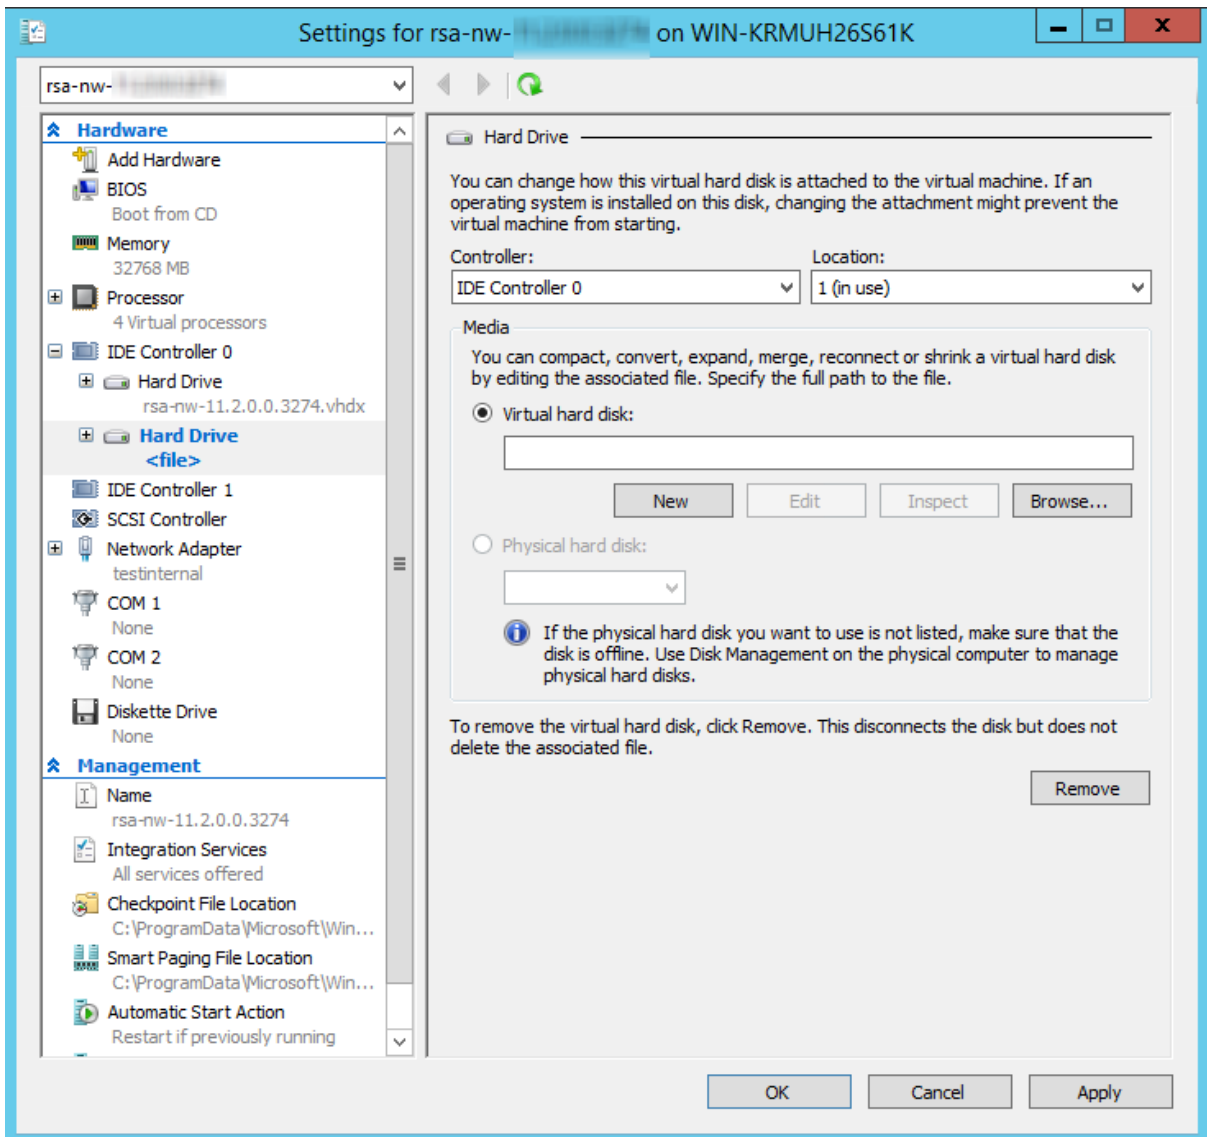 Settings for rsa-nw- on WIN-KRMUH26S61K
rsa-nw-
Hardware
Add Hardware
BIOS
Boot from CD
Memory
32768 MB
Processor
4 Virtual processors
IDE Controller 0
Hard Drive
rsa-nw-11.2.0.0.3274.vhdx
Hard Drive
<file>
IDE Controller 1
SCSI Controller
Network Adapter
testinternal
COM 1
None
COM 2
None
Diskette Drive
None
Management
Name
rsa-nw-11.2.0.0.3274
Integration Services
All services offered
Checkpoint File Location
C:\ProgramData\Microsoft\Win...
Smart Paging File Location
C:\ProgramData\Microsoft\Win...
Automatic Start Action
Restart if previously running
Hard Drive
You can change how this virtual hard disk is attached to the virtual machine. If an
operating system is installed on this disk, changing the attachment might prevent the
virtual machine from starting.
Controller: Location:
IDE Controller 0 1 (in use)
Media
You can compact, convert, expand, merge, reconnect or shrink a virtual hard disk
by editing the associated file. Specify the full path to the file.
Virtual hard disk:
New Edit Inspect Browse...
Physical hard disk:
If the physical hard disk you want to use is not listed, make sure that the
disk is offline. Use Disk Management on the physical computer to manage
physical hard disks.
To remove the virtual hard disk, click Remove. This disconnects the disk but does not
delete the associated file.
Remove
OK Cancel Apply